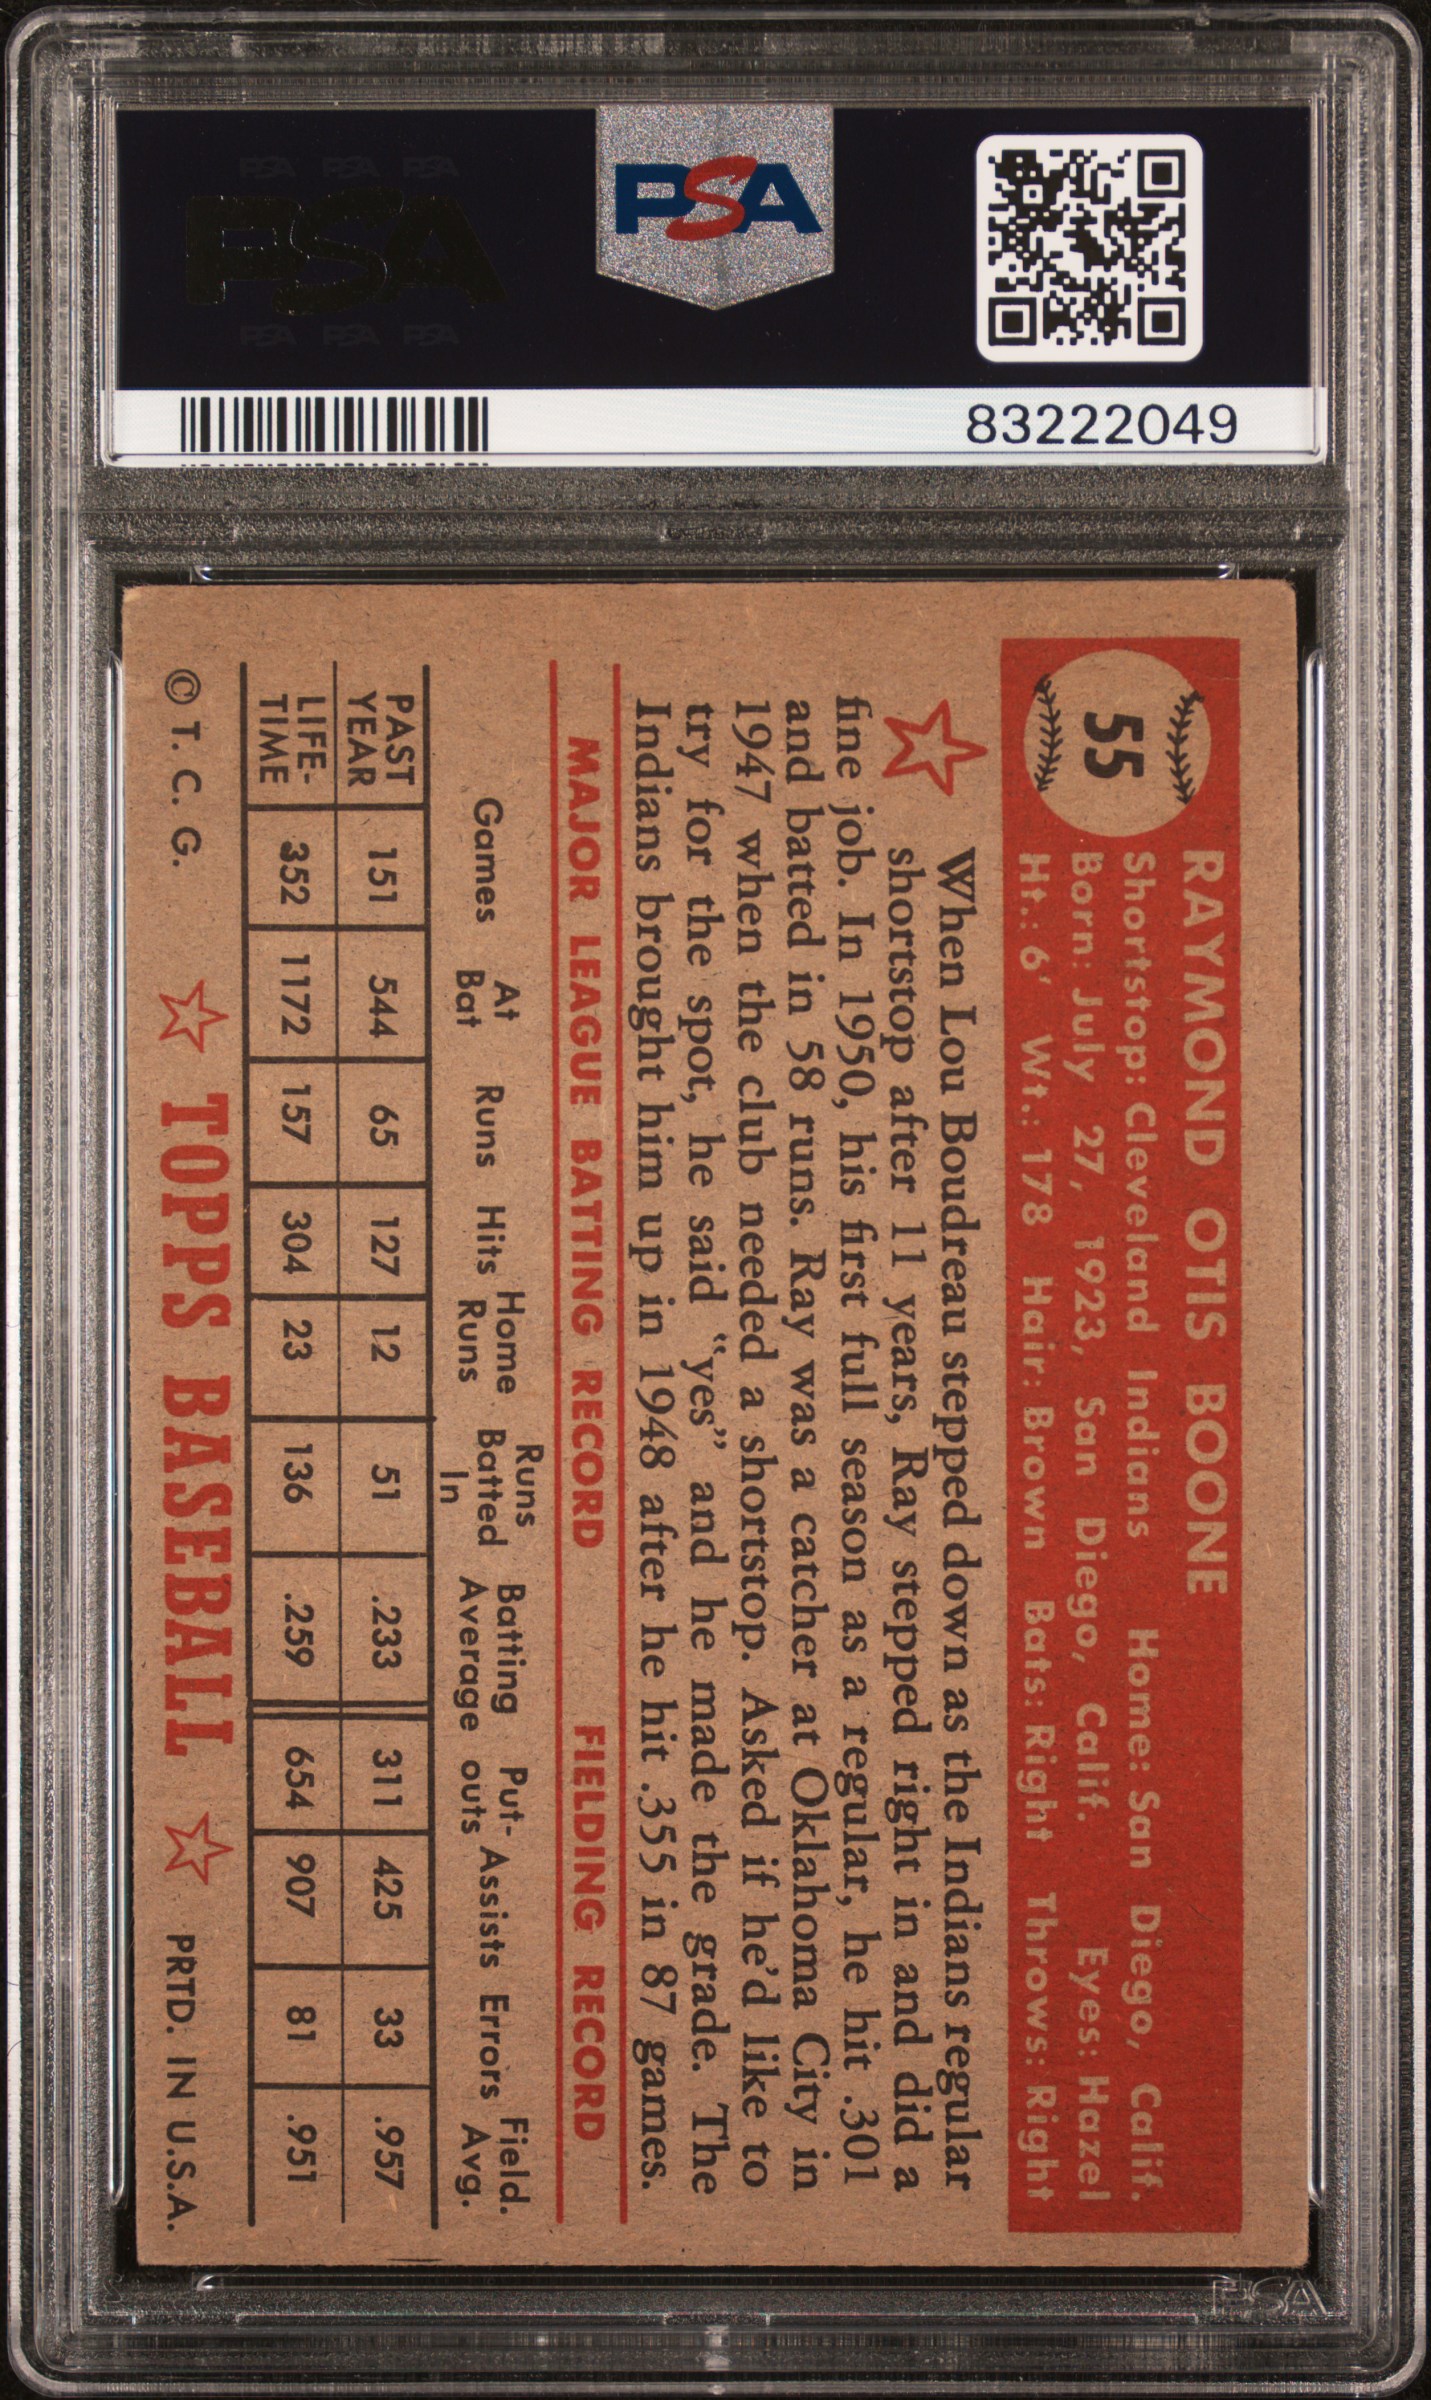 PSA PSA PSA
PSA
PSA PSA PSA
PSA
83222049
55
RAYMOND OTIS BOONE
Shortstop: Cleveland Indians Home: San Diego, Calif.
Born: July 27, 1923, San Diego, Calif. Eyes: Hazel
Ht.: 6' Wt.: 178 Hair: Brown Bats: Right Throws: Right
When Lou Boudreau stepped down as the Indians regular
shortstop after 11 years, Ray stepped right in and did a
fine job. In 1950, his first full season as a regular, he hit .301
and batted in 58 runs. Ray was a catcher at Oklahoma City in
1947 when the club needed a shortstop. Asked if he'd like to
try for the spot, he said "yes" and he made the grade. The
Indians brought him up in 1948 after he hit .355 in 87 games.
MAJOR LEAGUE BATTING RECORD FIELDING RECORD
Games At Bat Runs Hits Home Runs Runs Batted In Batting Average Put-outs Assists Errors Field. Avg.
PAST YEAR 151 544 65 127 12 51 .233 311 425 33 .957
LIFE-TIME 352 1172 157 304 23 136 .259 654 907 81 .951
© T. C. G. TOPPS BASEBALL PRTD. IN U.S.A.
PSA